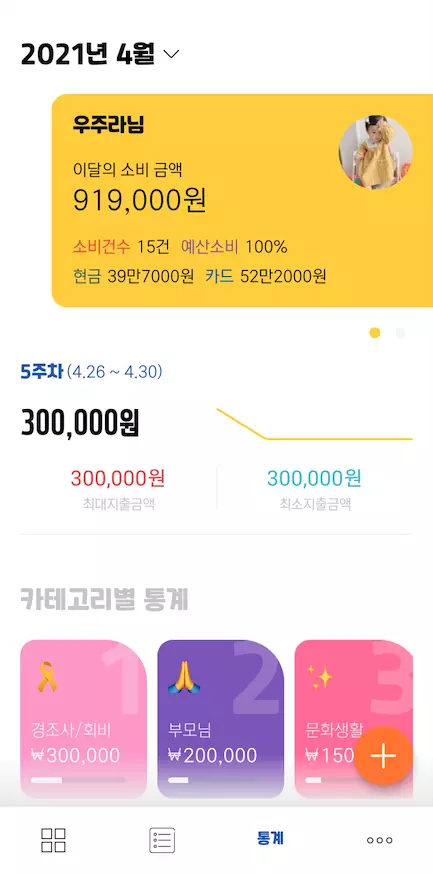 2021년 4월
우주라님
이달의 소비 금액
919,000원
소비건수 15건 예산소비 100%
현금 39만7000원 카드 52만2000원
5주차 (4.26 ~ 4.30)
300,000원
300,000원 300,000원
최대지출금액 최소지출금액
카테고리별 통계
1 2 3
경조사/회비 부모님 문화생활
₩300,000 ₩200,000 ₩150
통계